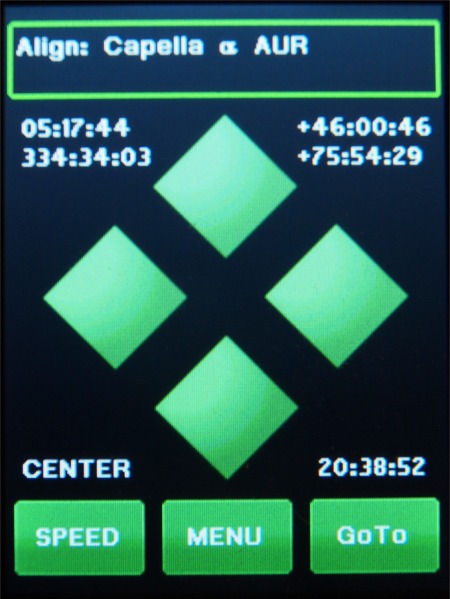 Align: Capella α AUR
05:17:44 +46:00:46
334:34:03 +75:54:29
CENTER 20:38:52
SPEED MENU GoTo